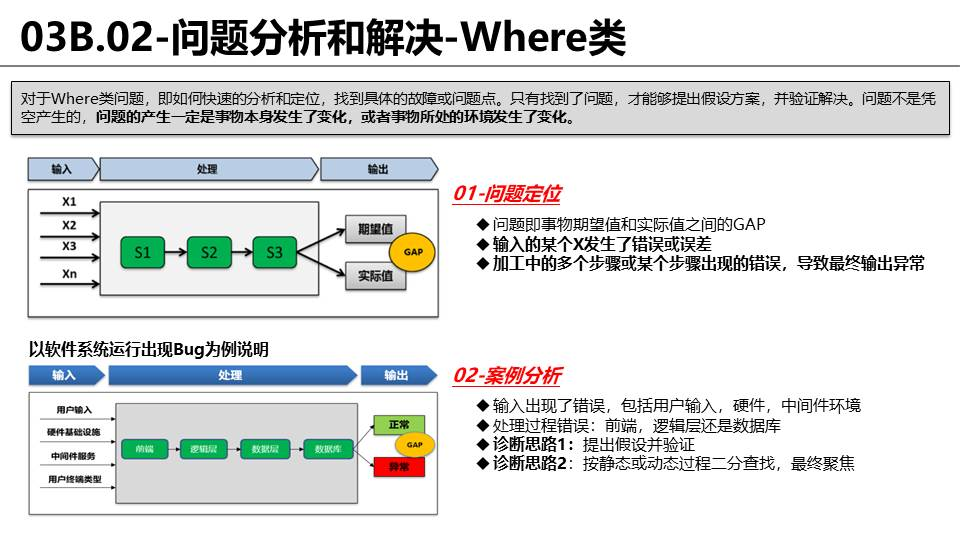 03B.02-问题分析和解决-Where类
对于Where类问题，即如何快速的分析和定位，找到具体的故障或问题点。只有找到了问题，才能够提出假设方案，并验证解决。问题不是凭
空产生的，问题的产生一定是事物本身发生了变化，或者事物所处的环境发生了变化。
输入
处理
输出
X1
X2
X3
Xn
S1
S2
S3
期望值
实际值
GAP
01-问题定位
◆问题即事物期望值和实际值之间的GAP
◆输入的某个X发生了错误或误差
◆加工中的多个步骤或某个步骤出现的错误，导致最终输出异常
以软件系统运行出现Bug为例说明
输入
处理
输出
用户输入
硬件基础设施
中间件服务
用户终端类型
前端
逻辑层
数据层
数据库
正常
异常
GAP
02-案例分析
◆输入出现了错误，包括用户输入，硬件，中间件环境
◆处理过程错误：前端，逻辑层还是数据库
◆诊断思路1：提出假设并验证
◆诊断思路2：按静态或动态过程二分查找，最终聚焦